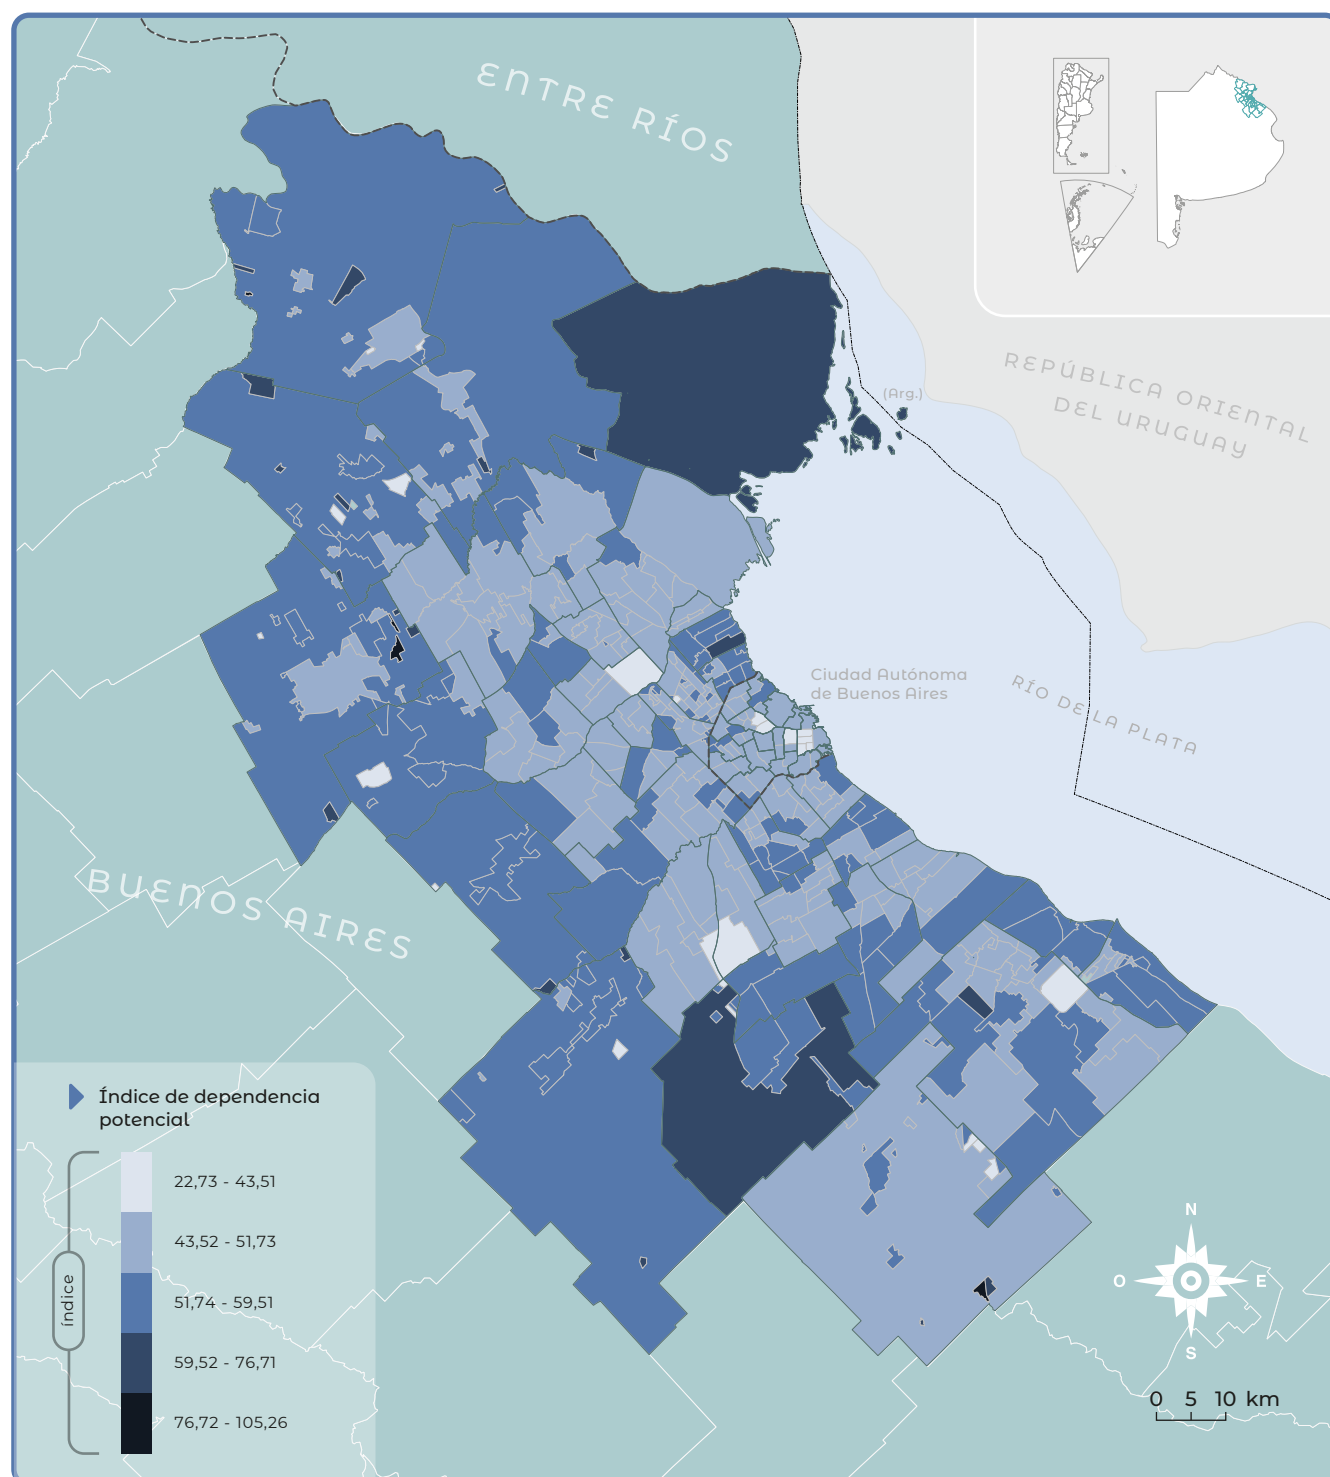 ENTRE RÍOS
(Arg.)
REPÚBLICA ORIENTAL
DEL URUGUAY
Ciudad Autónoma
de Buenos Aires
RÍO DE LA PLATA
BUENOS AIRES
Índice de dependencia
potencial
índice
22,73 - 43,51
43,52 - 51,73
51,74 - 59,51
59,52 - 76,71
76,72 - 105,26
N
O
E
S
0 5 10 km